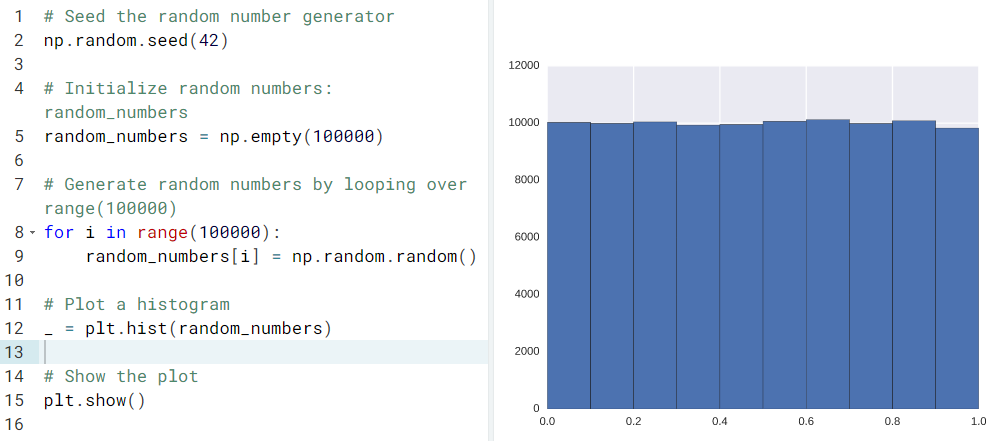 1 # Seed the random number generator
2 np.random.seed(42)
3
4 # Initialize random numbers:
random_numbers
5 random_numbers = np.empty(100000)
6
7 # Generate random numbers by looping over
range(100000)
8 for i in range(100000):
9     random_numbers[i] = np.random.random()
10
11 # Plot a histogram
12 _ = plt.hist(random_numbers)
13
14 # Show the plot
15 plt.show()
16
12000
10000
8000
6000
4000
2000
0
0.0 0.2 0.4 0.6 0.8 1.0